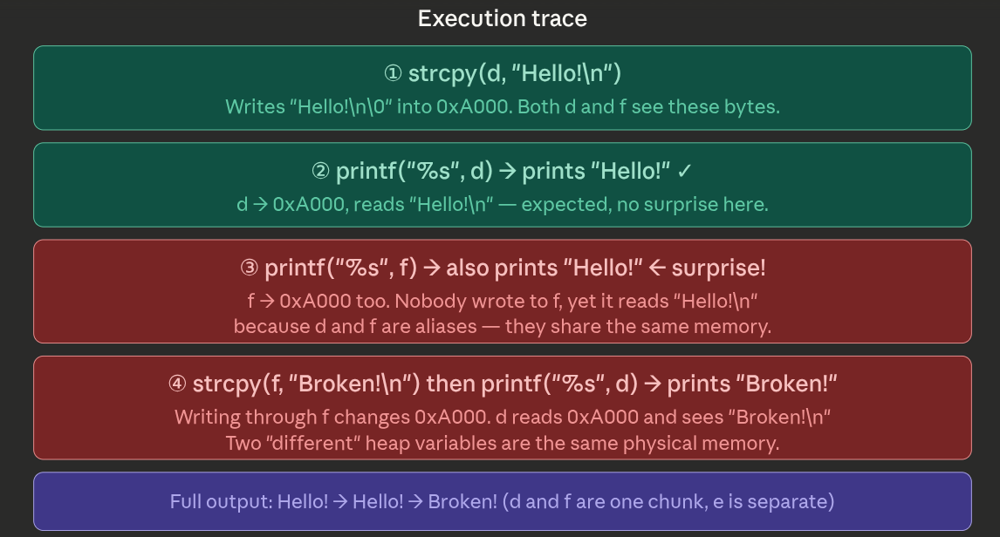 Execution trace
① strcpy(d, "Hello!\n")
Writes "Hello!\n\0" into 0xA000. Both d and f see these bytes.
② printf("%s", d) → prints "Hello!" ✓
d → 0xA000, reads "Hello!\n" — expected, no surprise here.
③ printf("%s", f) → also prints "Hello!" ← surprise!
f → 0xA000 too. Nobody wrote to f, yet it reads "Hello!\n"
because d and f are aliases — they share the same memory.
④ strcpy(f, "Broken!\n") then printf("%s", d) → prints "Broken!"
Writing through f changes 0xA000. d reads 0xA000 and sees "Broken!\n"
Two "different" heap variables are the same physical memory.
Full output: Hello! → Hello! → Broken! (d and f are one chunk, e is separate)